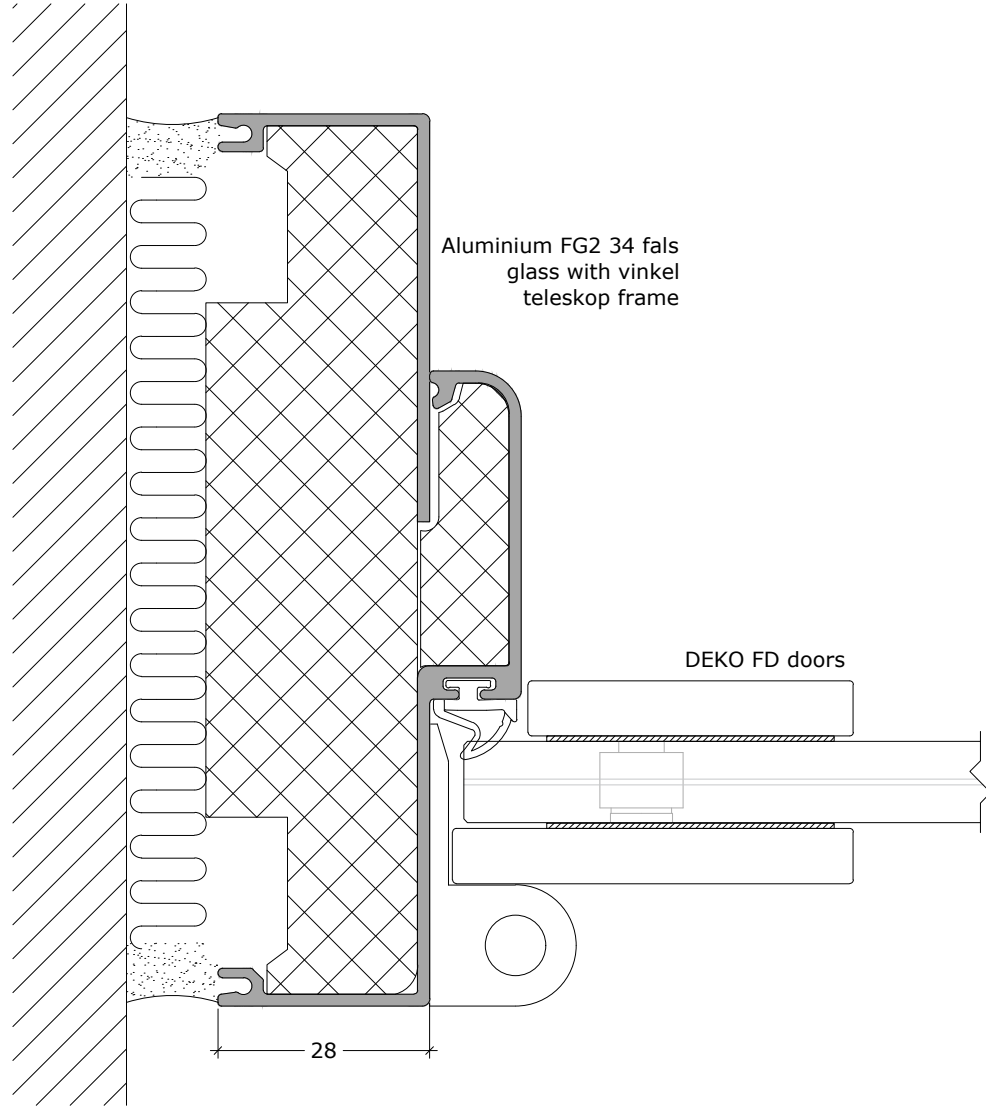 Aluminium FG2 34 fals
glass with vinkel
teleskop frame
DEKO FD doors
28